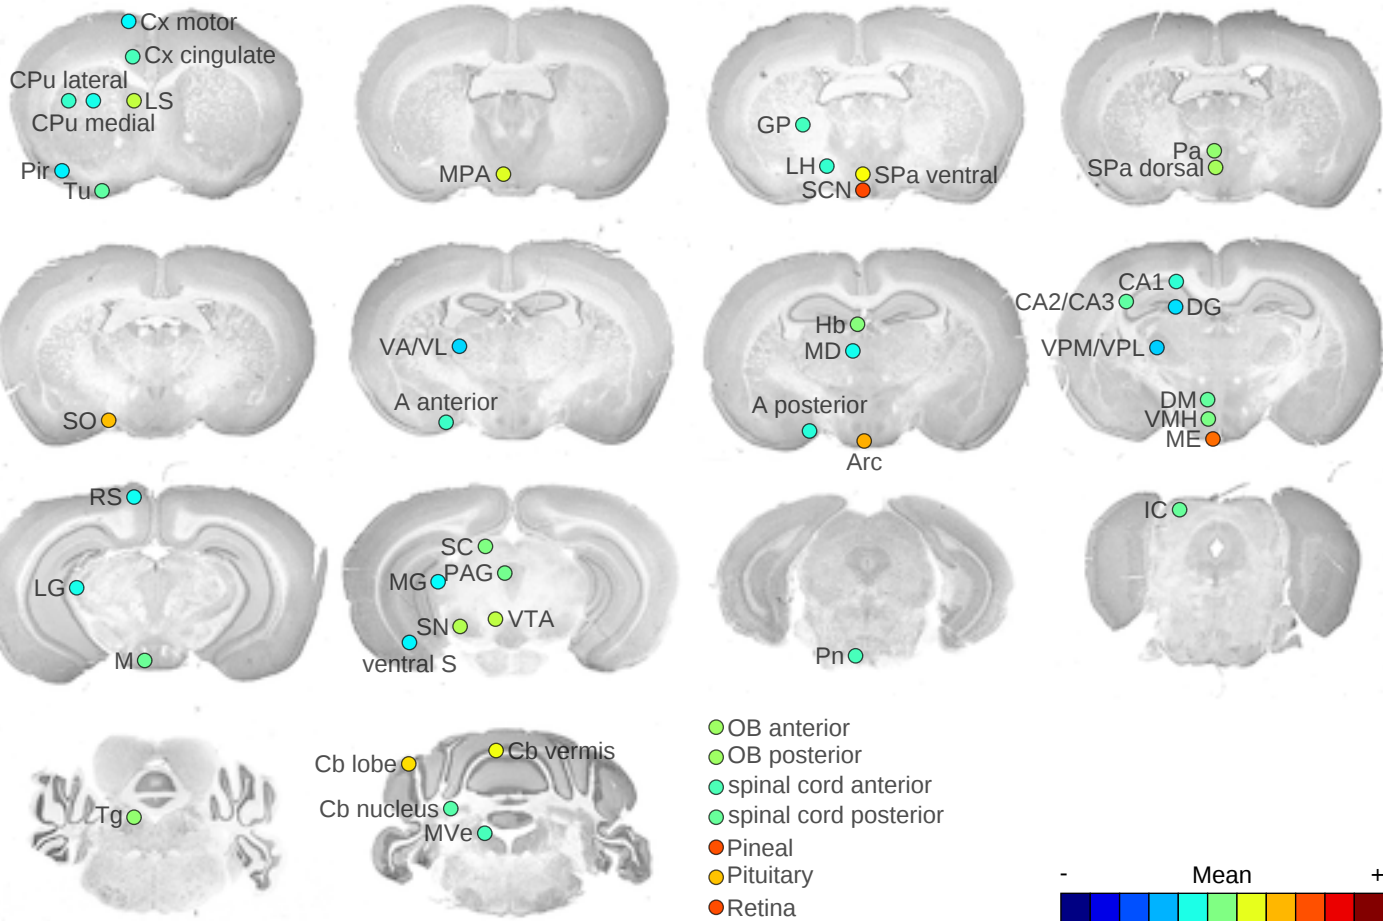 Cx motor
Cx cingulate
CPu lateral
LS
CPu medial
Pir
Tu
MPA
GP
LH
SPa ventral
SCN
Pa
SPa dorsal
SO
VA/VL
A anterior
Hb
MD
A posterior
Arc
CA1
CA2/CA3
DG
VPM/VPL
DM
VMH
ME
RS
LG
M
SC
MG
PAG
SN
VTA
ventral S
Pn
IC
Tg
Cb lobe
Cb vermis
Cb nucleus
MVe
OB anterior
OB posterior
spinal cord anterior
spinal cord posterior
Pineal
Pituitary
Retina
- Mean +